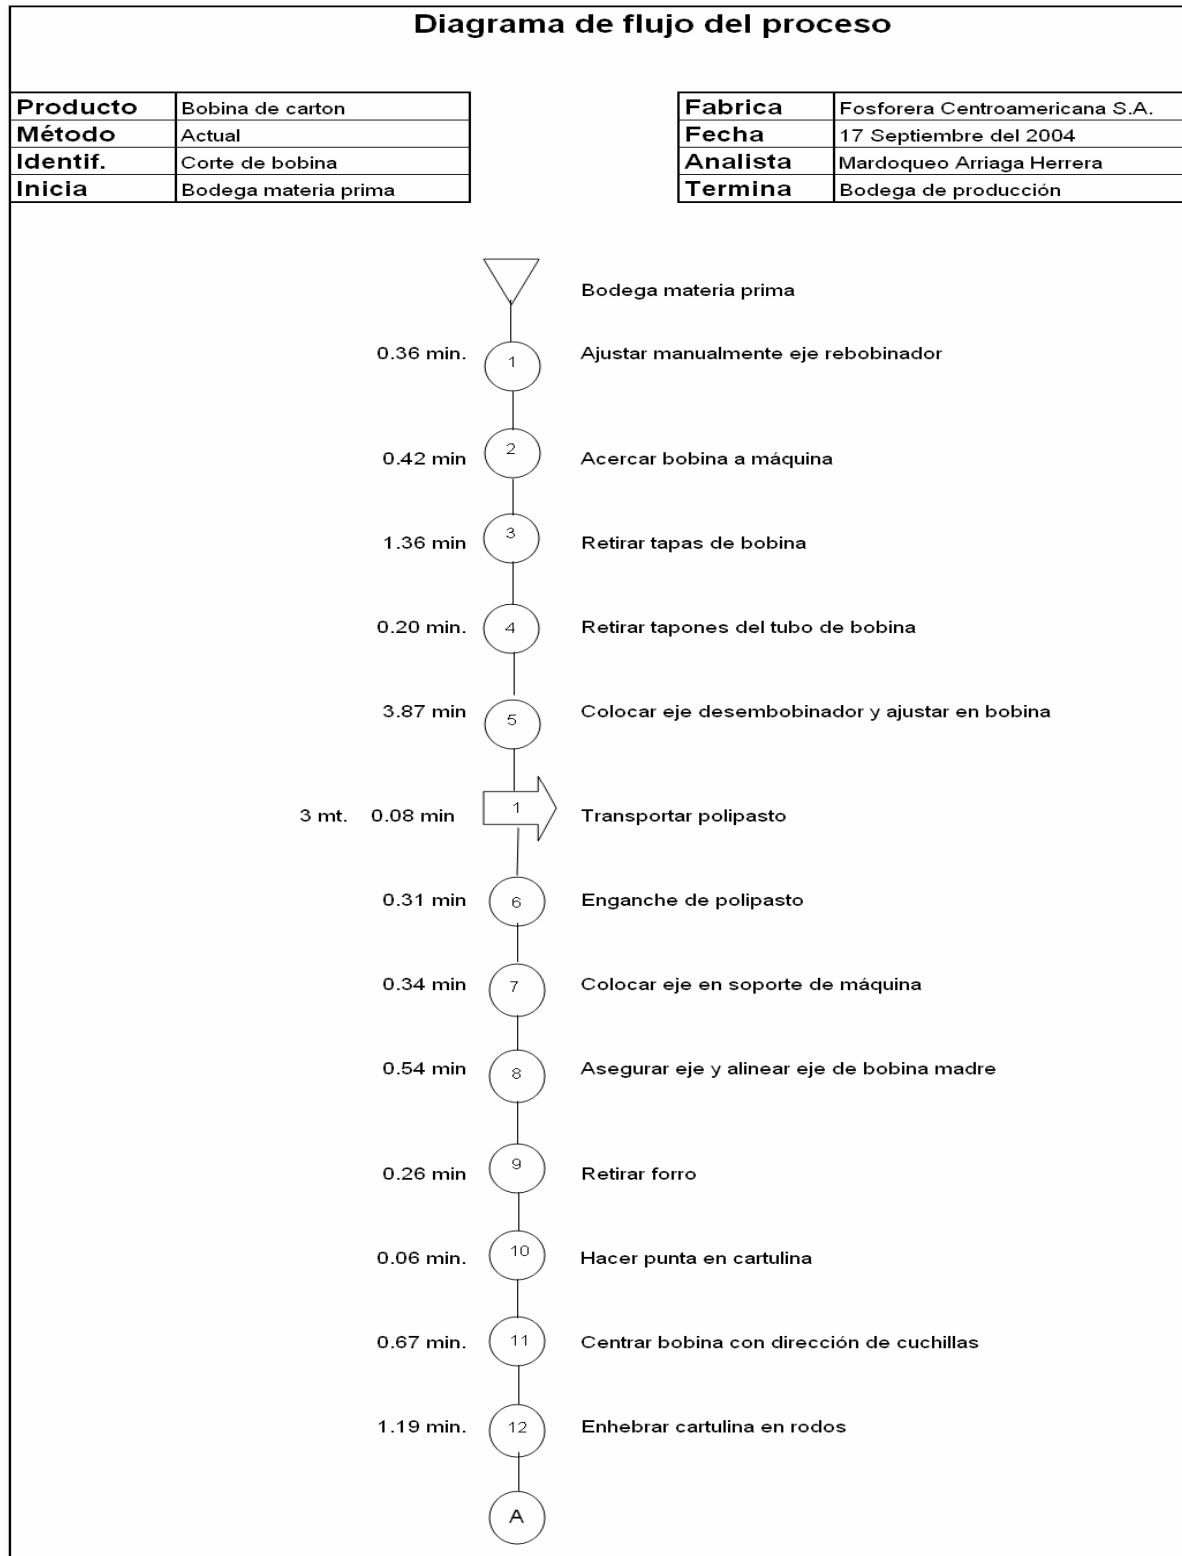 Diagrama de flujo del proceso
Producto Bobina de carton
Método Actual
Identif. Corte de bobina
Inicia Bodega materia prima
Fabrica Fosforera Centroamericana S.A.
Fecha 17 Septiembre del 2004
Analista Mardoqueo Arriaga Herrera
Termina Bodega de producción
Bodega materia prima
0.36 min. 1 Ajustar manualmente eje rebobinador
0.42 min 2 Acercar bobina a máquina
1.36 min 3 Retirar tapas de bobina
0.20 min. 4 Retirar tapones del tubo de bobina
3.87 min 5 Colocar eje desembobinador y ajustar en bobina
3 mt. 0.08 min 1 Transportar polipasto
0.31 min 6 Enganche de polipasto
0.34 min 7 Colocar eje en soporte de máquina
0.54 min 8 Asegurar eje y alinear eje de bobina madre
0.26 min 9 Retirar forro
0.06 min. 10 Hacer punta en cartulina
0.67 min. 11 Centrar bobina con dirección de cuchillas
1.19 min. 12 Enhebrar cartulina en rodos
A